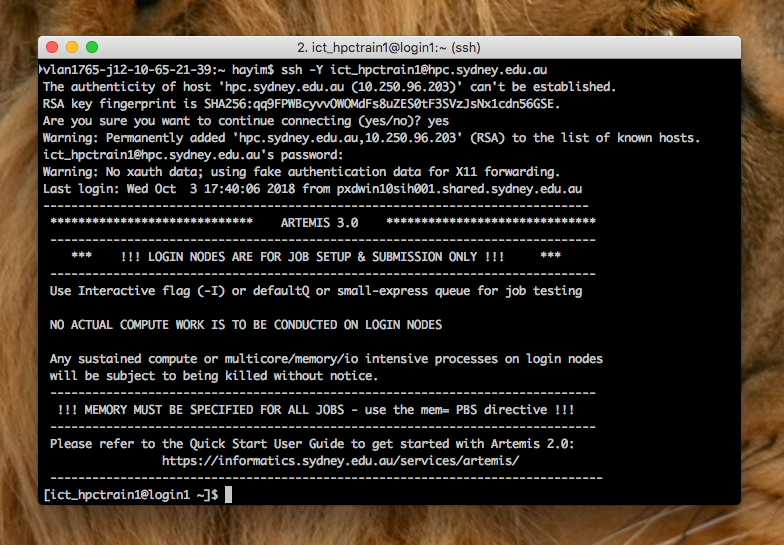 2. ict_hpctrain1@login1:~ (ssh)
vlan1765-j12-10-65-21-39:~ hayim$ ssh -Y ict_hpctrain1@hpc.sydney.edu.au
The authenticity of host 'hpc.sydney.edu.au (10.250.96.203)' can't be established.
RSA key fingerprint is SHA256:qq9FPWBcyvvOWOMdFs8uZES0tF3SVzJsNx1cdn56GSE.
Are you sure you want to continue connecting (yes/no)? yes
Warning: Permanently added 'hpc.sydney.edu.au,10.250.96.203' (RSA) to the list of known hosts.
ict_hpctrain1@hpc.sydney.edu.au's password:
Warning: No xauth data; using fake authentication data for X11 forwarding.
Last login: Wed Oct  3 17:40:06 2018 from pxdwin10sih001.shared.sydney.edu.au
------------------------------------------------------------------------------
*****************************    ARTEMIS 3.0    ******************************
------------------------------------------------------------------------------
***    !!! LOGIN NODES ARE FOR JOB SETUP & SUBMISSION ONLY !!!     ***
------------------------------------------------------------------------------
Use Interactive flag (-I) or defaultQ or small-express queue for job testing
NO ACTUAL COMPUTE WORK IS TO BE CONDUCTED ON LOGIN NODES
Any sustained compute or multicore/memory/io intensive processes on login nodes
will be subject to being killed without notice.
------------------------------------------------------------------------------
!!! MEMORY MUST BE SPECIFIED FOR ALL JOBS - use the mem= PBS directive !!!
------------------------------------------------------------------------------
Please refer to the Quick Start User Guide to get started with Artemis 2.0:
https://informatics.sydney.edu.au/services/artemis/
-------------------------------------------------------------------------------
[ict_hpctrain1@login1 ~]$